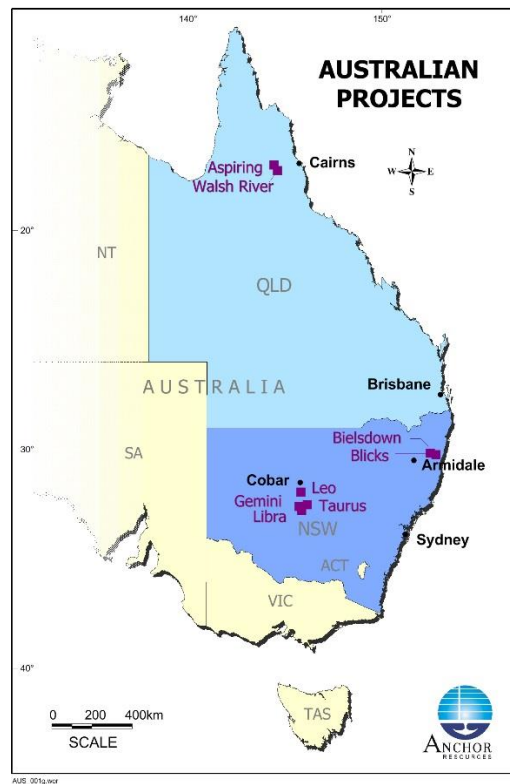 140°
150°
AUSTRALIAN
PROJECTS
Cairns
Aspiring
Walsh River
N
W E
S
20°
NT
QLD
AUSTRALIA
Brisbane
Bielsdown
Blicks
30°
SA
Armidale
Cobar
Leo
Gemini
Taurus
Libra
NSW
Sydney
ACT
VIC
40°
0 200 400km
SCALE
TAS
ANCHOR
RESOURCES
AUS_001g.wor